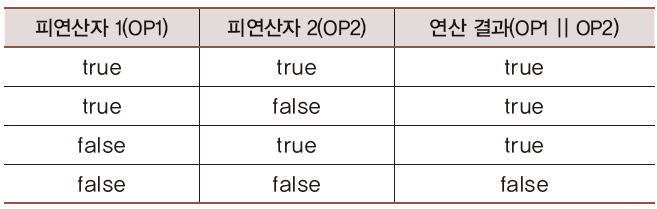 피연산자 1(OP1) 피연산자 2(OP2) 연산 결과(OP1 || OP2)
true true true
true false true
false true true
false false false